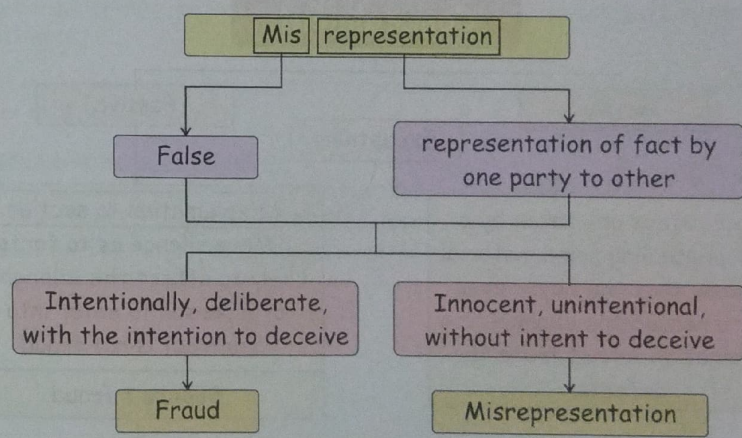 Mis representation
False
representation of fact by
one party to other
Intentionally, deliberate,
with the intention to deceive
Innocent, unintentional,
without intent to deceive
Fraud
Misrepresentation